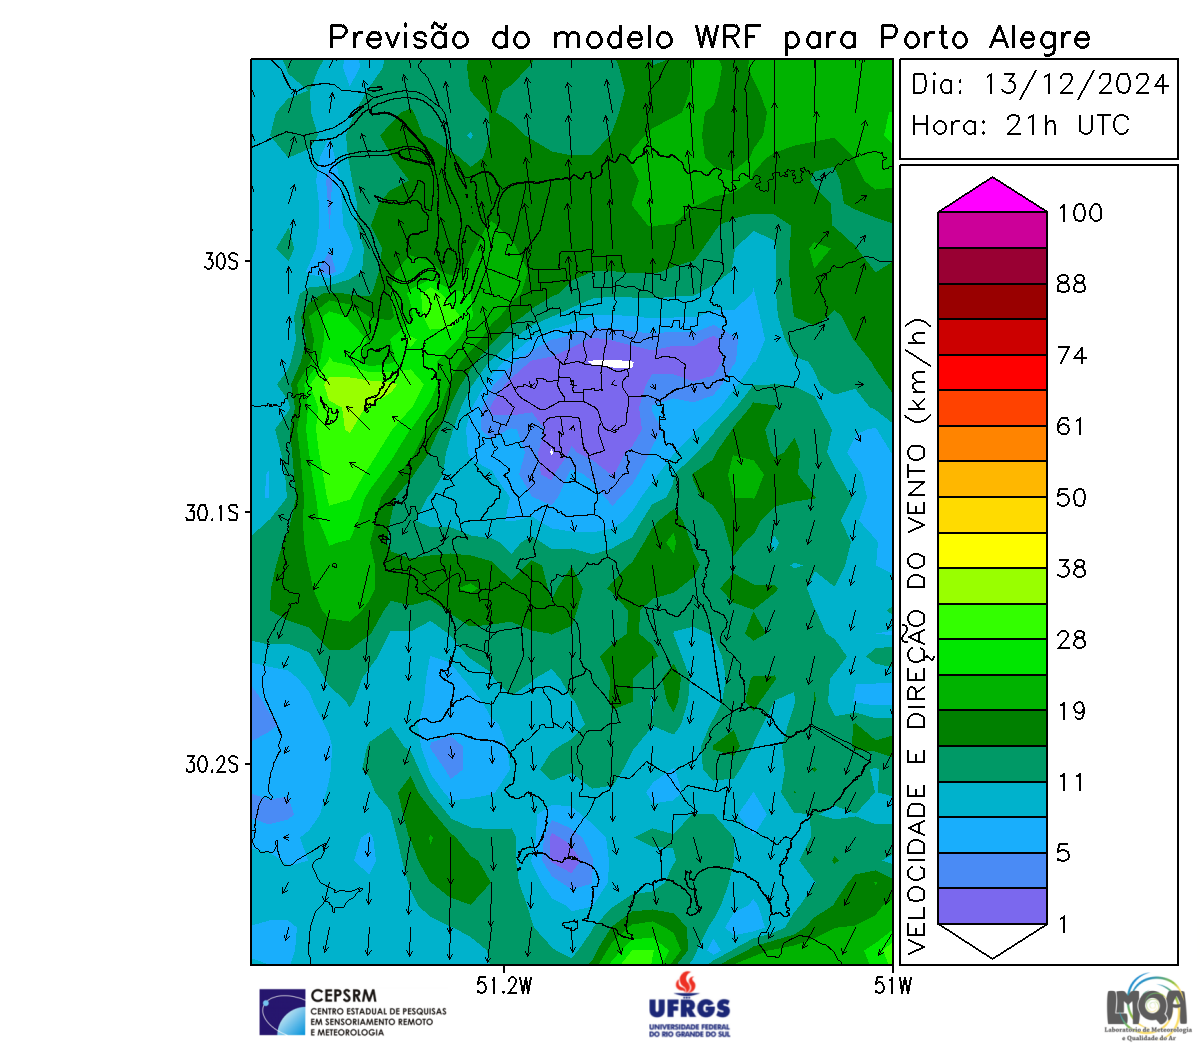 Previsão do modelo WRF para Porto Alegre
Dia: 13/12/2024
Hora: 21h UTC
30S
30.1S
30.2S
51.2W
51W
VELOCIDADE E DIREÇÃO DO VENTO (km/h)
100
88
74
61
50
38
28
19
11
5
1
CEPSRM
CENTRO ESTADUAL DE PESQUISAS
EM SENSORIAMENTO REMOTO
E METEOROLOGIA
UFRGS
UNIVERSIDADE FEDERAL
DO RIO GRANDE DO SUL
LMQA
Laboratório de Meteorologia
e Qualidade do Ar